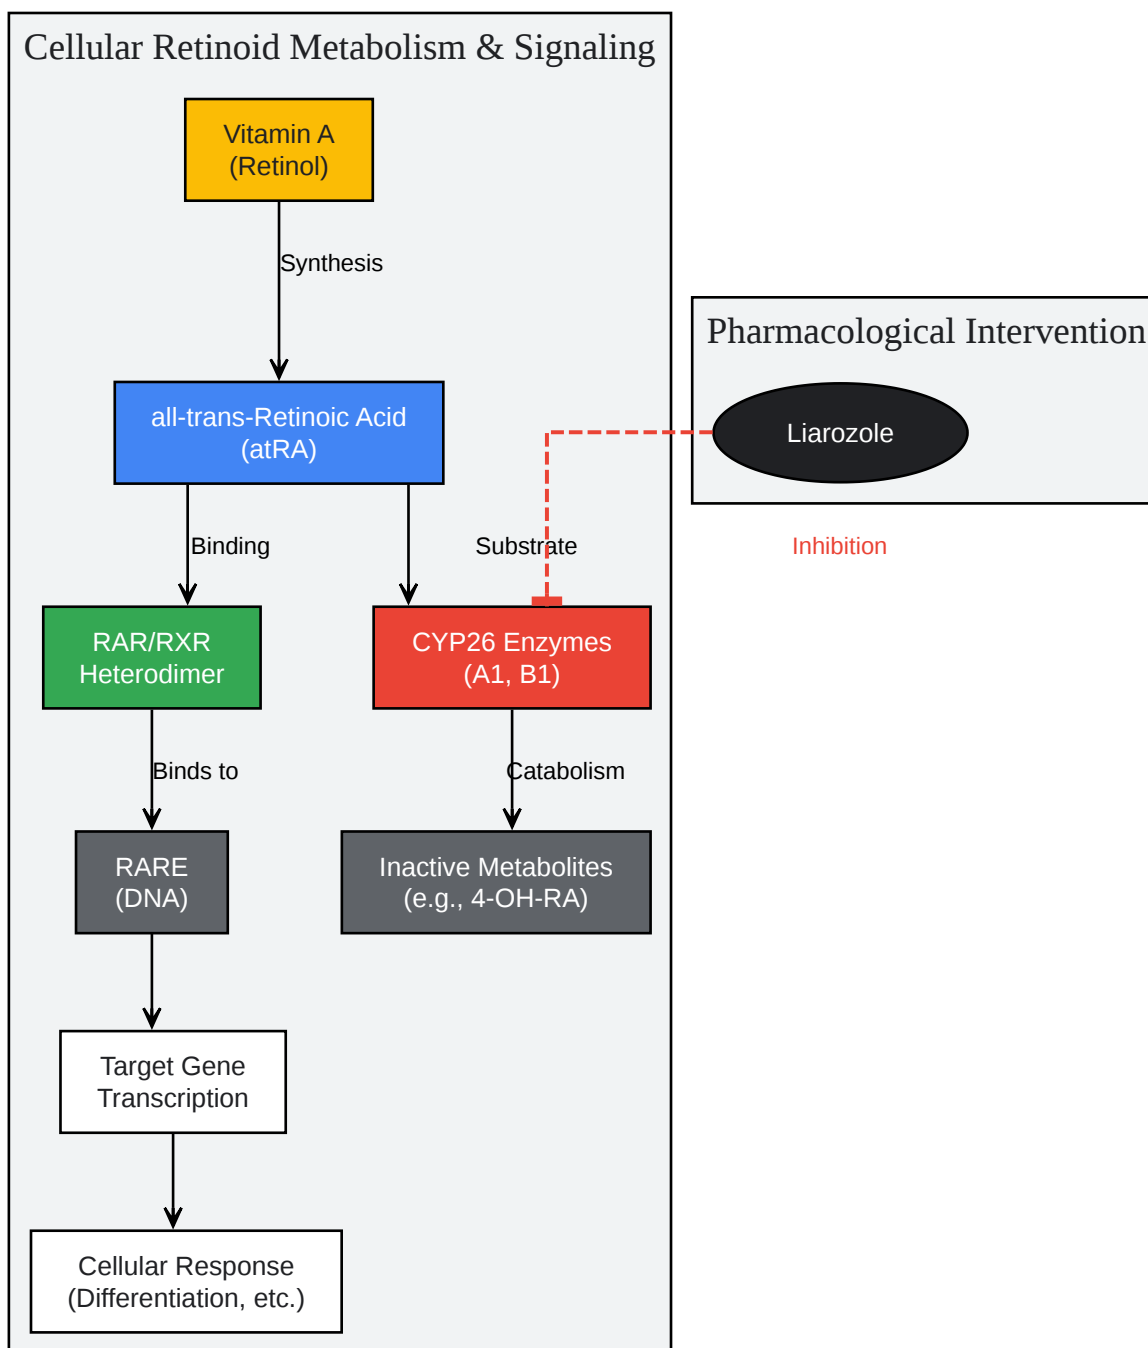 Cellular Retinoid Metabolism & Signaling
Vitamin A
(Retinol)
Synthesis
Pharmacological Intervention
all-trans-Retinoic Acid
(atRA)
Liarozole
Binding
Substrate
Inhibition
RAR/RXR
Heterodimer
CYP26 Enzymes
(A1, B1)
Binds to
Catabolism
RARE
(DNA)
Inactive Metabolites
(e.g., 4-OH-RA)
Target Gene
Transcription
Cellular Response
(Differentiation, etc.)